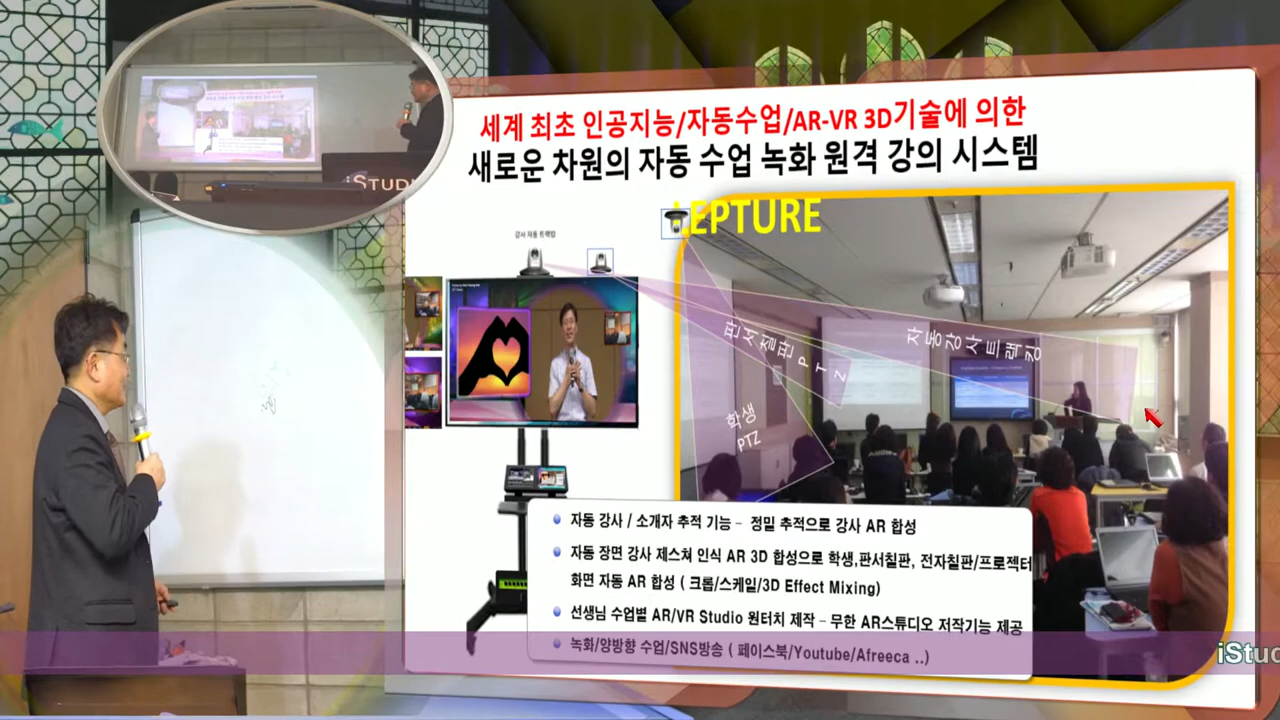 세계 최초 인공지능/자동수업/AR-VR 3D기술에 의한
새로운 차원의 자동 수업 녹화 원격 강의 시스템
LEPTURE
강사 자동 트랙킹
판서칠판 PTZ
자동강사트랙킹
학생
PTZ
자동 강사 / 소개자 추적 기능 - 정밀 추적으로 강사 AR 합성
자동 장면 강사 제스쳐 인식 AR 3D 합성으로 학생,판서칠판, 전자칠판/프로젝터
화면 자동 AR 합성 ( 크롭/스케일/3D Effect Mixing)
선생님 수업별 AR/VR Studio 원터치 제작 - 무한 AR스튜디오 저작기능 제공
녹화/양방향 수업/SNS방송 ( 페이스북/Youtube/Afreeca ..)
iStud
iSTUDI